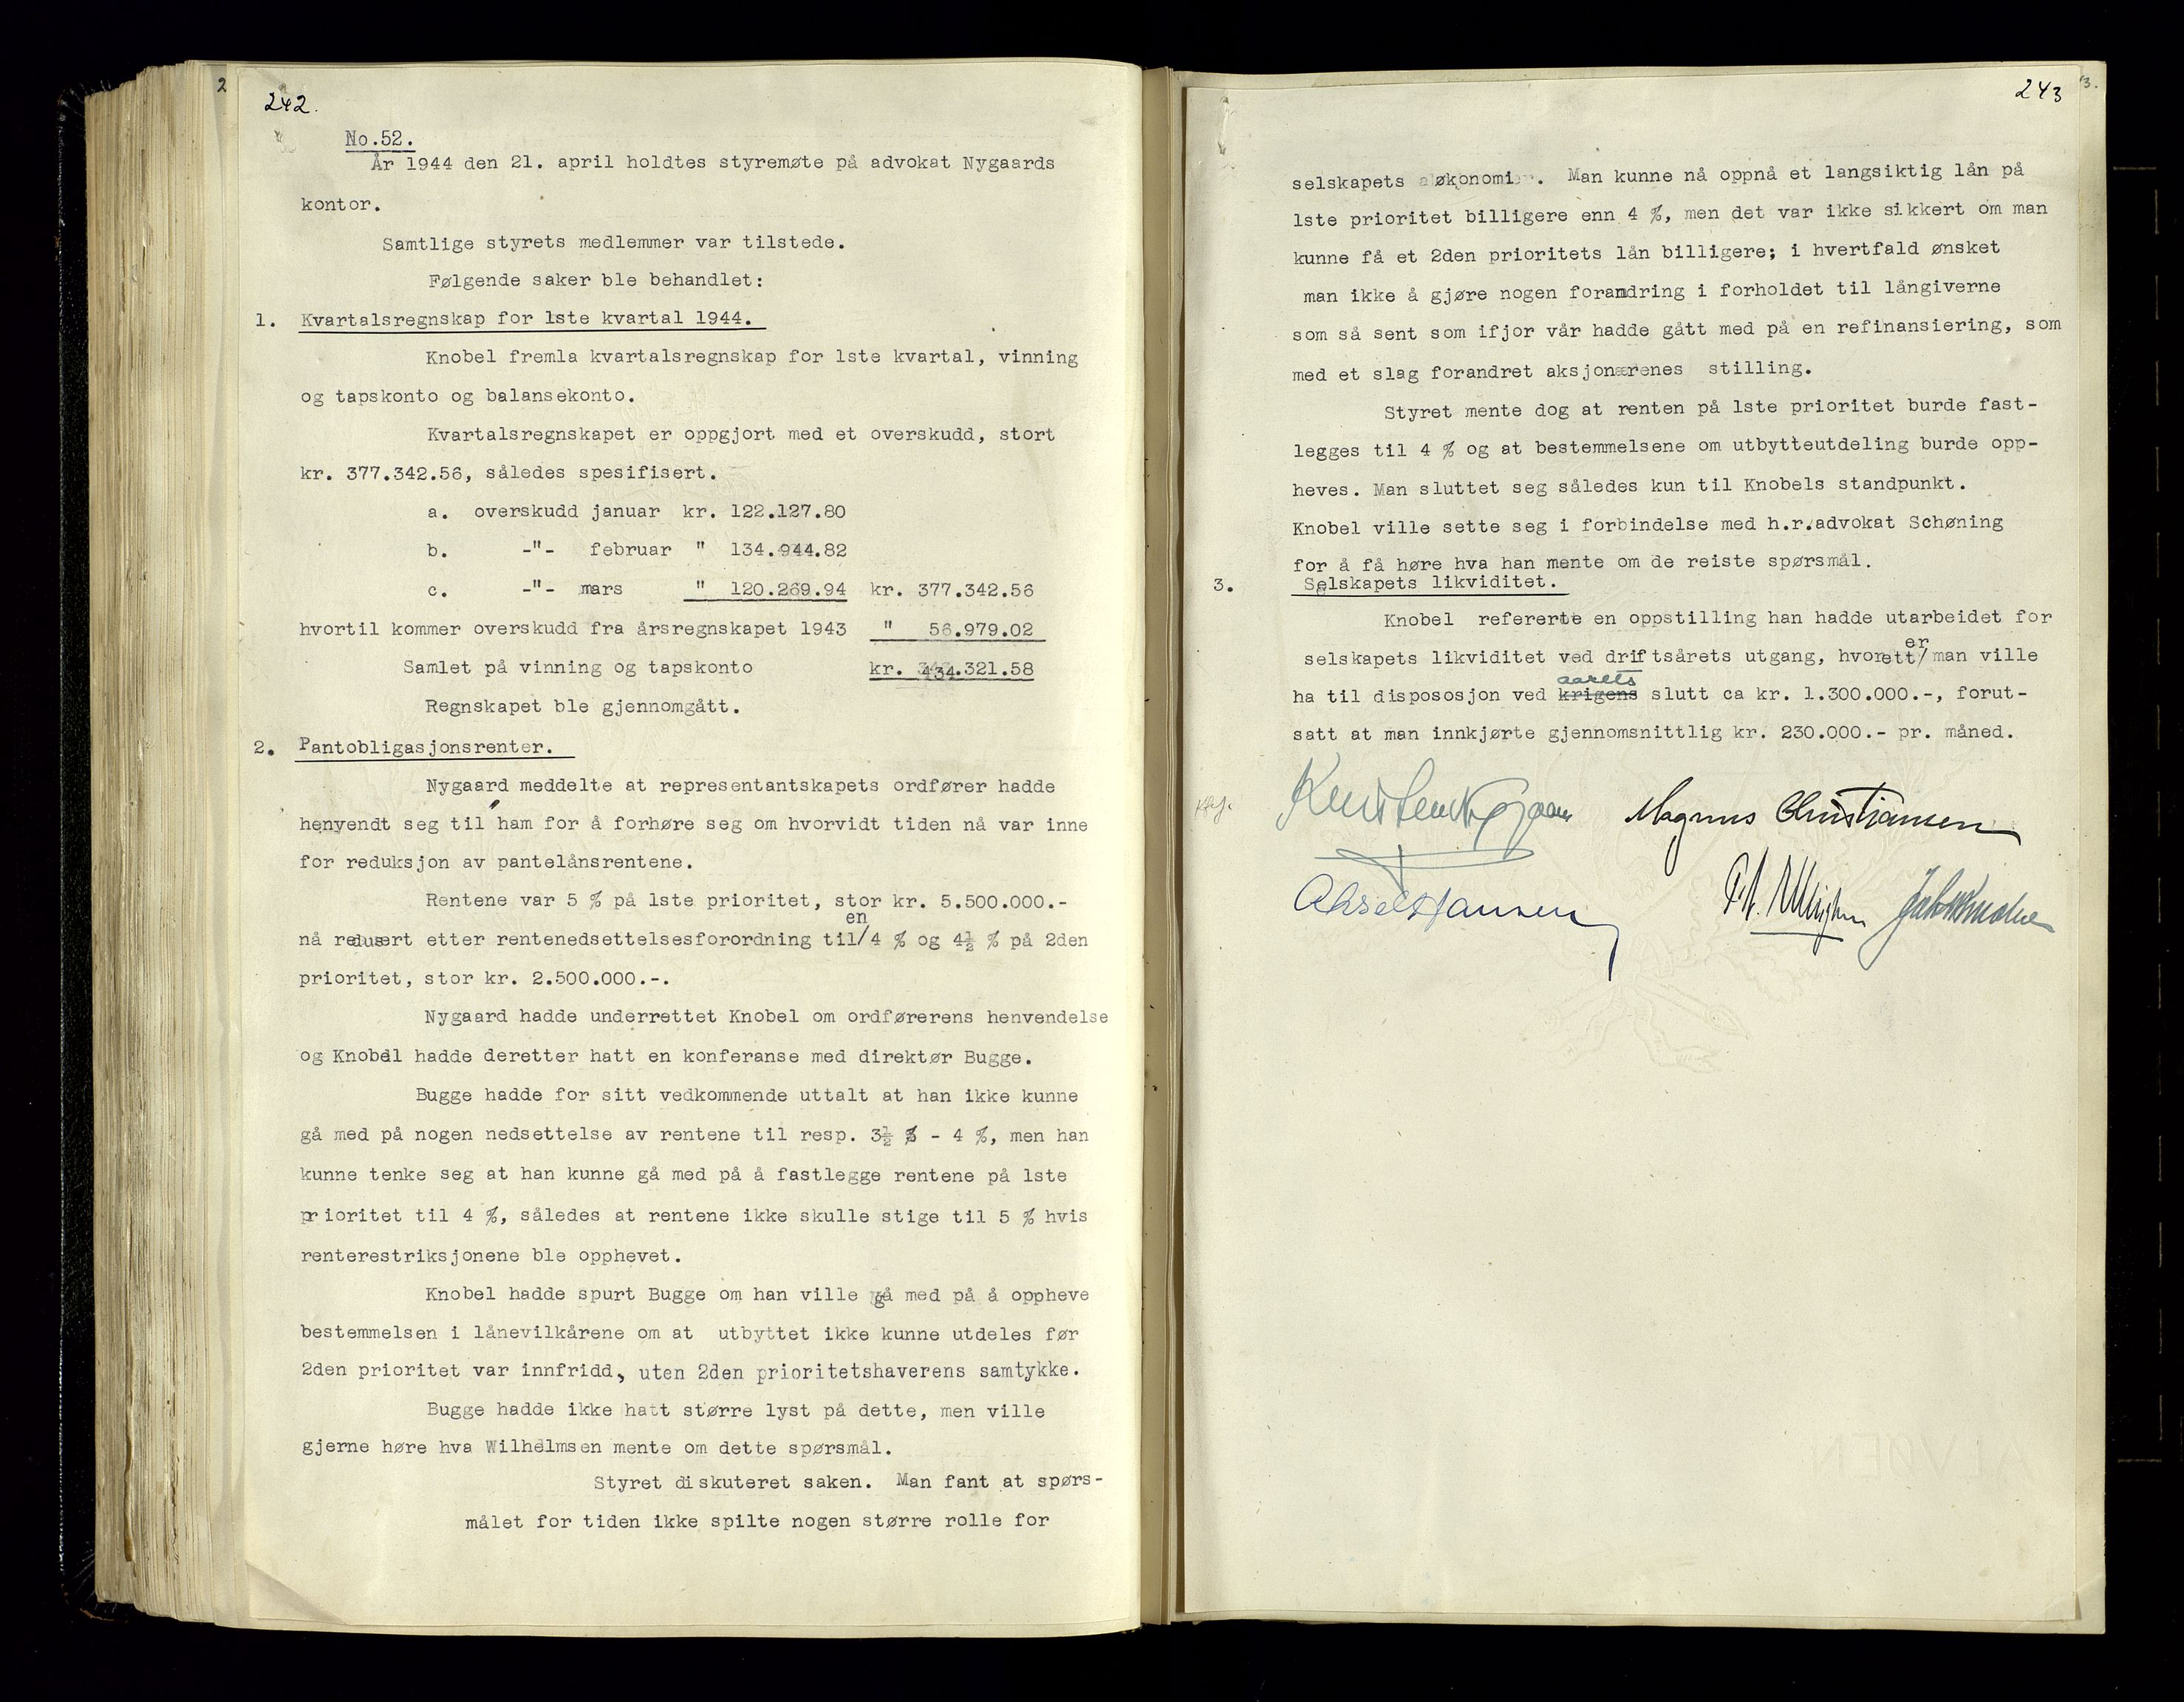 242.
No.52.
År 1944 den 21. april holdtes styremøte på advokat Nygaards
kontor.
Samtlige styrets medlemmer var tilstede.
Følgende saker ble behandlet:
1. Kvartalsregnskap for 1ste kvartal 1944.
Knobel fremla kvartalsregnskap for 1ste kvartal, vinning
og tapskonto og balansekonto.
Kvartalsregnskapet er oppgjort med et overskudd, stort
kr. 377.342.56, således spesifisert.
a. overskudd januar kr. 122.127.80
b. -"- februar " 134.944.82
c. -"- mars " 120.269.94 kr. 377.342.56
hvortil kommer overskudd fra årsregnskapet 1943 " 56.979.02
Samlet på vinning og tapskonto kr. 434.321.58
Regnskapet ble gjennomgått.
2. Pantobligasjonsrenter.
Nygaard meddelte at representantskapets ordfører hadde
henvendt seg til ham for å forhøre seg om hvorvidt tiden nå var inne
for reduksjon av pantelånsrentene.
Rentene var 5 % på 1ste prioritet, stor kr. 5.500.000.-
en
nå redusert etter rentenedsettelsesforordning til/4 % og 4½ % på 2den
prioritet, stor kr. 2.500.000.-.
Nygaard hadde underrettet Knobel om ordførerens henvendelse
og Knobel hadde deretter hatt en konferanse med direktør Bugge.
Bugge hadde for sitt vedkommende uttalt at han ikke kunne
gå med på nogen nedsettelse av rentene til resp. 3½ % - 4 %, men han
kunne tenke seg at han kunne gå med på å fastlegge rentene på 1ste
prioritet til 4 %, således at rentene ikke skulle stige til 5 % hvis
renterestriksjonene ble opphevet.
Knobel hadde spurt Bugge om han ville gå med på å oppheve
bestemmelsen i lånevilkårene om at utbyttet ikke kunne utdeles før
2den prioritet var innfridd, uten 2den prioritetshaverens samtykke.
Bugge hadde ikke hatt større lyst på dette, men ville
gjerne høre hva Wilhelmsen mente om dette spørsmål.
Styret diskuteret saken. Man fant at spørs-
målet for tiden ikke spilte nogen større rolle for
243
selskapets økonomi. Man kunne nå oppnå et langsiktig lån på
1ste prioritet billigere enn 4 %, men det var ikke sikkert om man
kunne få et 2den prioritets lån billigere; i hvertfald ønsket
man ikke å gjøre nogen forandring i forholdet til långiverne
som så sent som ifjor vår hadde gått med på en refinansiering, som
med et slag forandret aksjonærenes stilling.
Styret mente dog at renten på 1ste prioritet burde fast-
legges til 4 % og at bestemmelsene om utbytteutdeling burde opp-
heves. Man sluttet seg således kun til Knobels standpunkt.
Knobel ville sette seg i forbindelse med h.r.advokat Schøning
for å få høre hva han mente om de reiste spørsmål.
3. Selskapets likviditet.
Knobel refererte en oppstilling han hadde utarbeidet for
er
selskapets likviditet ved driftsårets utgang, hvorett/man ville
aarets
ha til dispososjon ved krigens slutt ca kr. 1.300.000.-, forut-
satt at man innkjørte gjennomsnittlig kr. 230.000.- pr. måned.
Magnus Christiansen